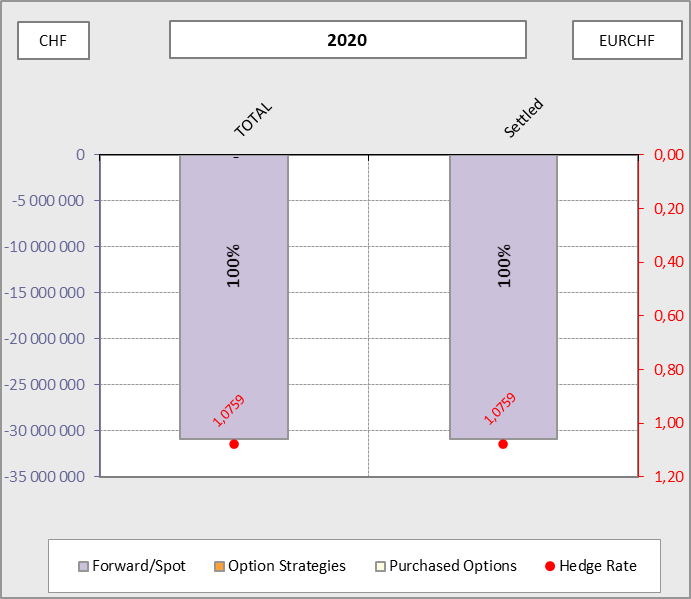 CHF
2020
EURCHF
TOTAL
Settled
0
-5 000 000
-10 000 000
-15 000 000
-20 000 000
-25 000 000
-30 000 000
-35 000 000
-
100%
100%
1,0759
1,0759
0,00
0,20
0,40
0,60
0,80
1,00
1,20
Forward/Spot Option Strategies Purchased Options Hedge Rate